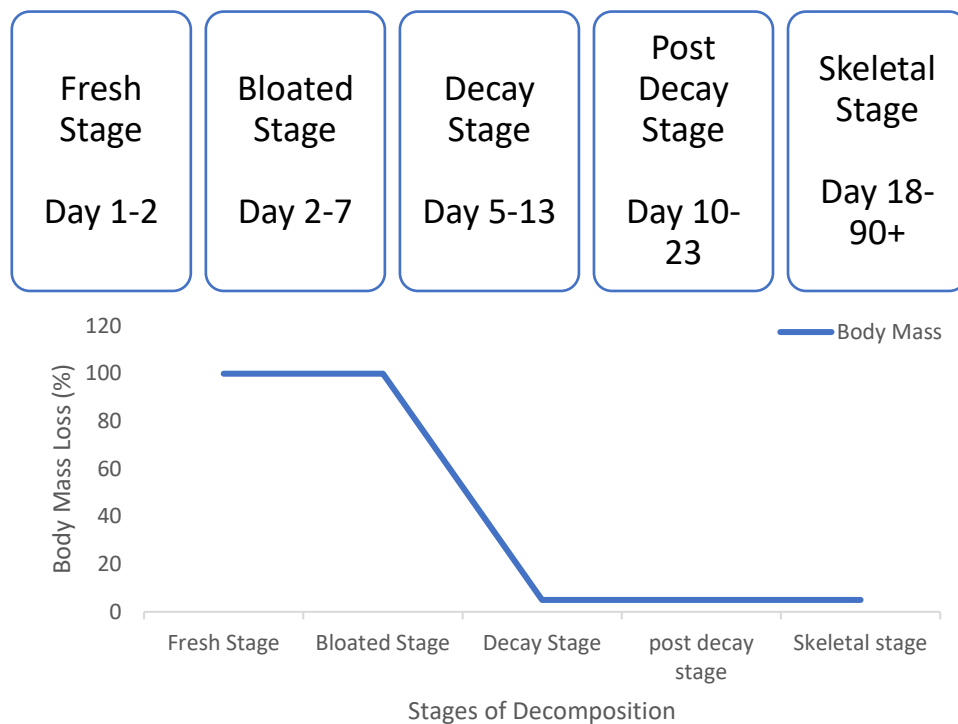 Fresh
Stage
Day 1-2
Bloated
Stage
Day 2-7
Decay
Stage
Day 5-13
Post
Decay
Stage
Day 10-
23
Skeletal
Stage
Day 18-
90+
Body Mass
Body Mass Loss (%)
120
100
80
60
40
20
0
Fresh Stage
Bloated Stage
Decay Stage
post decay
stage
Skeletal stage
Stages of Decomposition